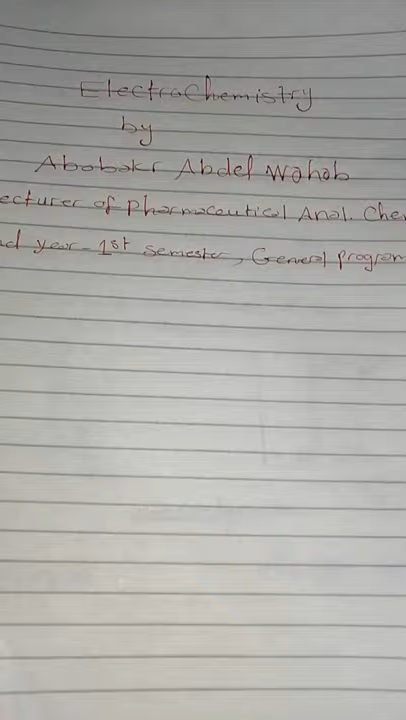 ElectroChemistry
by
Abobakr Abdel Wahab
ecturer of Pharmaceutical Anal. Che
d year - 1st semester, General Program